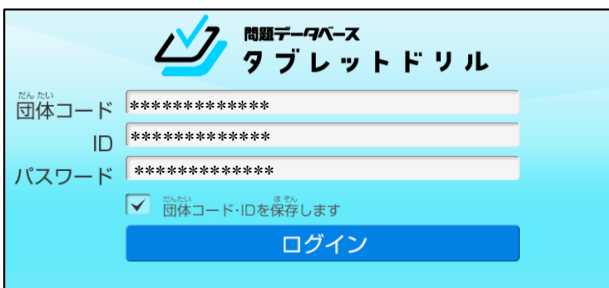 問題データベース
タブレットドリル
だんたい
団体コード
*************
ID
*************
パスワード
*************
だんたい ほぞん
団体コード・IDを保存します
ログイン